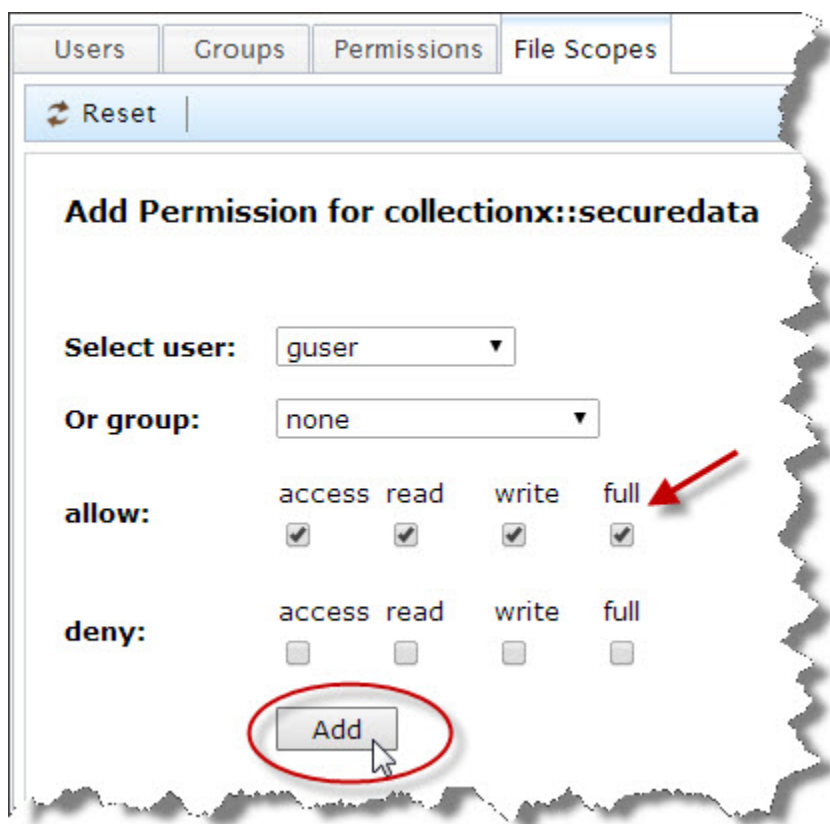 Users Groups Permissions File Scopes
Reset
Add Permission for collectionx::securedata
Select user: guser
Or group: none
access read write full
allow:
access read write full
deny:
Add